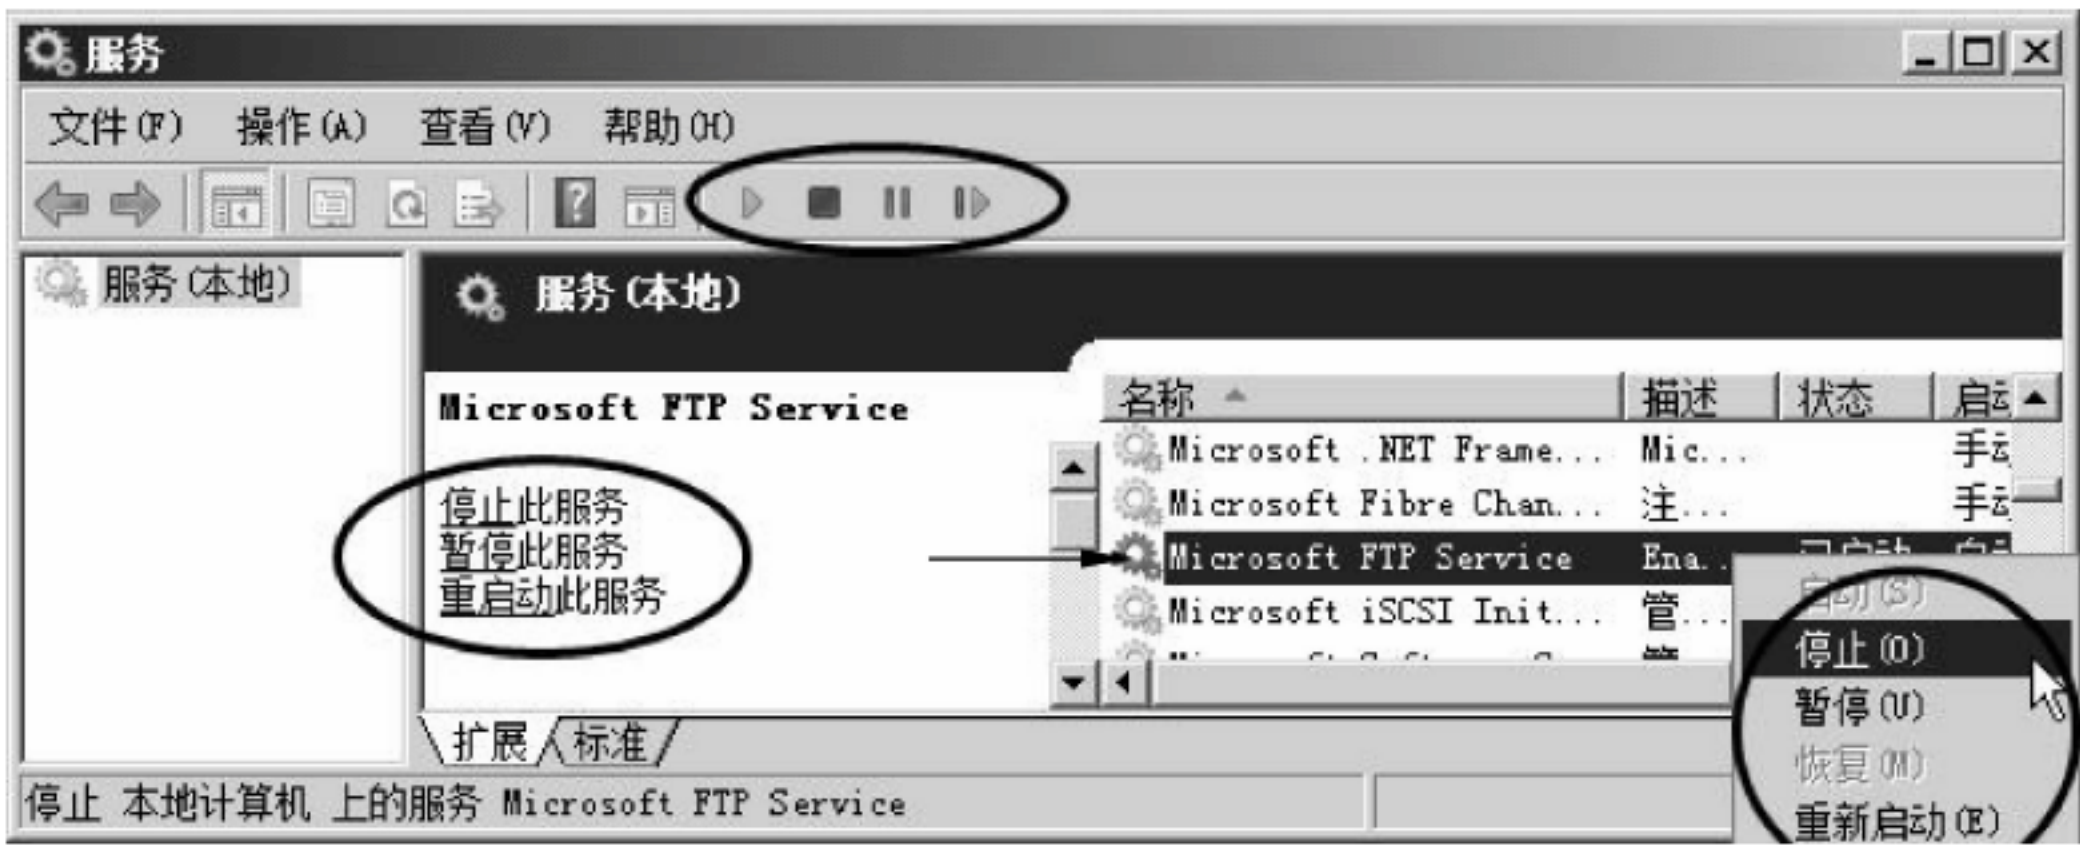 服务
文件(F) 操作(A) 查看(V) 帮助(H)
服务(本地)
服务(本地)
Microsoft FTP Service
停止此服务
暂停此服务
重启动此服务
名称 描述 状态
Microsoft .NET Frame... Mic...
Microsoft Fibre Chan... 注...
Microsoft FTP Service Ena..
Microsoft iSCSI Init... 管...
启动(S)
停止(O)
暂停(U)
恢复(M)
重新启动(E)
扩展 标准
停止 本地计算机 上的服务 Microsoft FTP Service